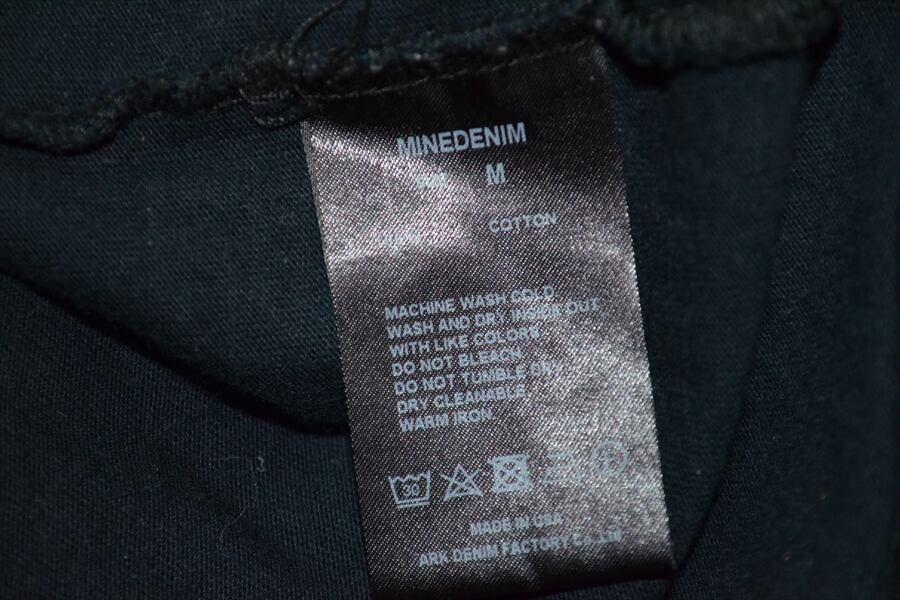 MINEDENIM
M
COTTON
MACHINE WASH COLD.
WASH AND DRY INSIDE OUT
WITH LIKE COLORS.
DO NOT BLEACH.
DO NOT TUMBLE DRY.
DRY CLEANABLE.
WARM IRON.
30
MADE IN USA
ARK DENIM FACTORY Co.Ltd